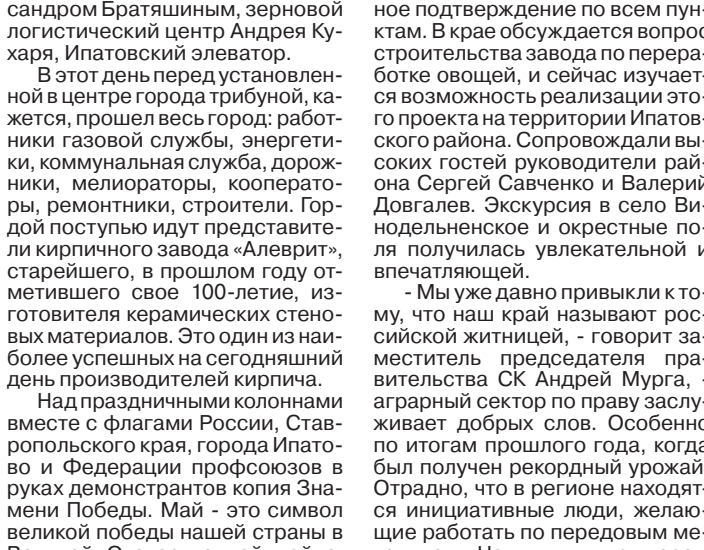 сандром Братяшиным, зерновой
логистический центр Андрея Ку-
харя, Ипатовский элеватор.
В этот день перед установлен-
ной в центре города трибуной, ка-
жется, прошел весь город: работ-
ники газовой службы, энергети-
ки, коммунальная служба, дорож-
ники, мелиораторы, кооперато-
ры, ремонтники, строители. Гор-
дой поступью идут представите-
ли кирпичного завода «Алеврит»,
старейшего, в прошлом году от-
метившего свое 100-летие, из-
готовителя керамических стено-
вых материалов. Это один из наи-
более успешных на сегодняшний
день производителей кирпича.
Над праздничными колоннами
вместе с флагами России, Став-
ропольского края, города Ипато-
во и Федерации профсоюзов в
руках демонстрантов копия Зна-
мени Победы. Май - это символ
великой победы нашей страны в
ное подтверждение по всем пун-
ктам. В крае обсуждается вопрос
строительства завода по перера-
ботке овощей, и сейчас изучает-
ся возможность реализации это-
го проекта на территории Ипатов-
ского района. Сопровождали вы-
соких гостей руководители рай-
она Сергей Савченко и Валерий
Довгалев. Экскурсия в село Ви-
нодельненское и окрестные по-
ля получилась увлекательной и
впечатляющей.
- Мы уже давно привыкли к то-
му, что наш край называют рос-
сийской житницей, - говорит за-
меститель председателя пра-
вительства СК Андрей Мурга, -
аграрный сектор по праву заслу-
живает добрых слов. Особенно
по итогам прошлого года, когда
был получен рекордный урожай.
Отрадно, что в регионе находят-
ся инициативные люди, желаю-
щие работать по передовым ме-